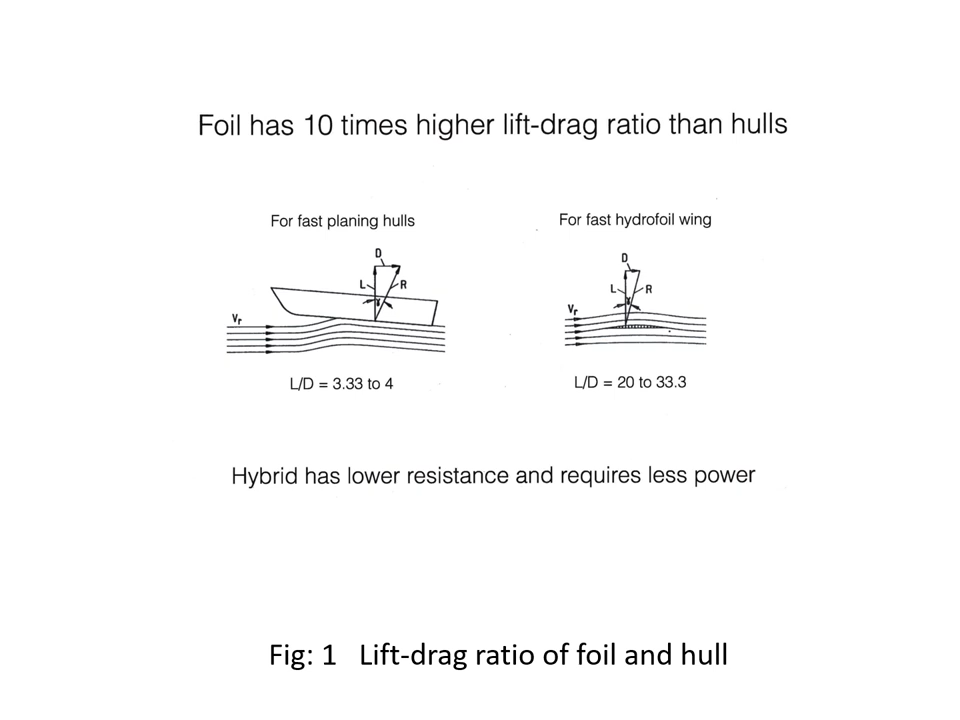 Foil has 10 times higher lift-drag ratio than hulls
For fast planing hulls
For fast hydrofoil wing
D
L
R
γ
Vr
D
L
R
γ
Vr
L/D = 3.33 to 4
L/D = 20 to 33.3
Hybrid has lower resistance and requires less power
Fig: 1 Lift-drag ratio of foil and hull